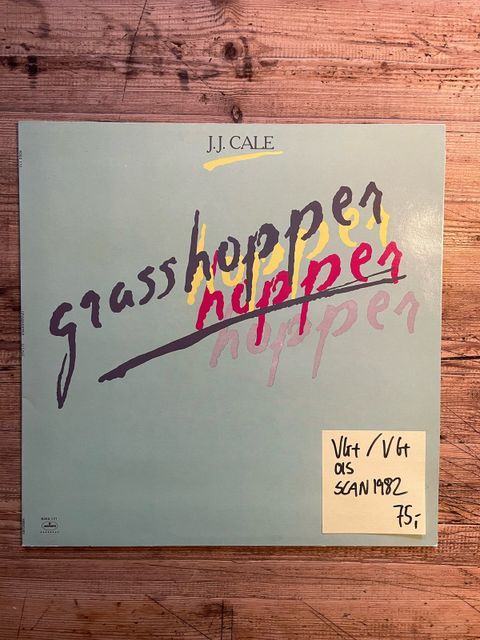 J.J. CALE
grasshopper
hopper
hopper
hopper
VG+/VG+
OIS
SCAN 1982
75,-